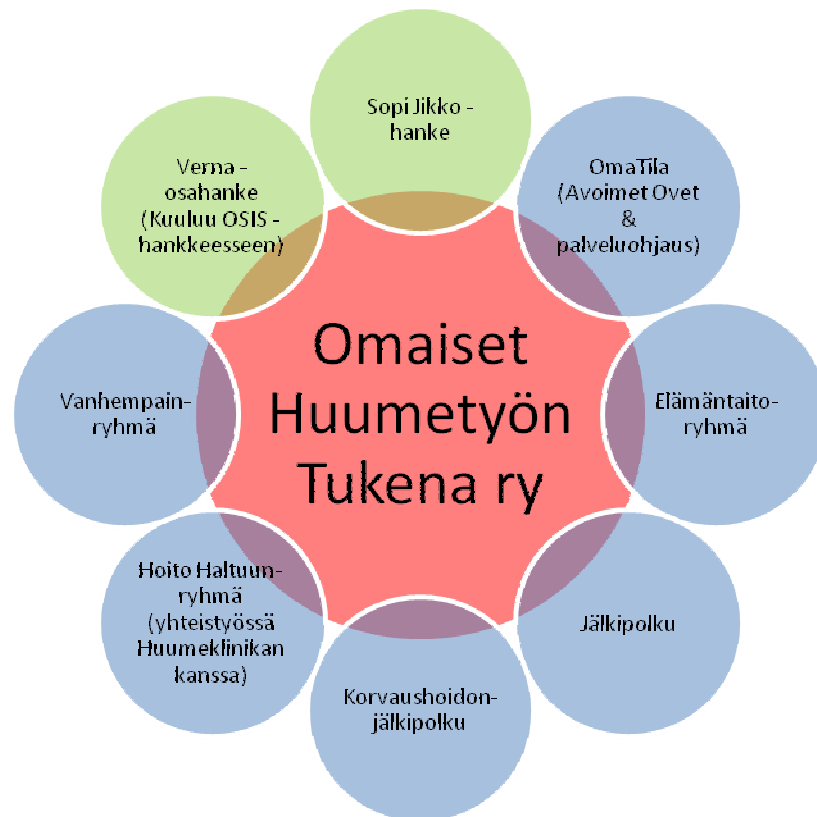 Sopi Jikko -
hanke
Verna -
osahanke
(Kuuluu OSIS -
hankkeesseen)
OmaTila
(Avoimet Ovet
&
palveluohjaus)
Omaiset
Huumetyön
Tukena ry
Vanhempain-
ryhmä
Elämäntaito-
ryhmä
Hoito Haltuun-
ryhmä
(yhteistyössä
Huumeklinikan
kanssa)
Jälkipolku
Korvaushoidon-
jälkipolku